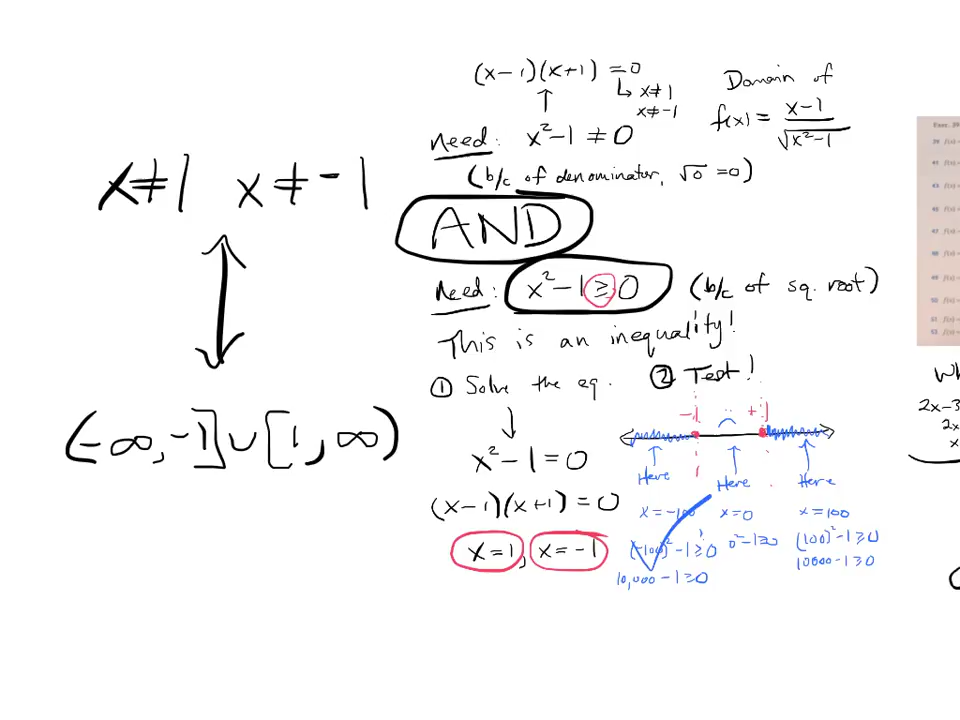 x≠1 x≠-1
(-∞,-1]∪[1,∞)
(x-1)(x+1)=0
x≠1
x≠-1
Need: x²-1≠0
(b/c of denominator, √0=0)
Domain of
f(x)= x-1
√x²-1
AND
Need: x²-1≥0 (b/c of sq. root)
This is an inequality!
① Solve the eq.
x²-1=0
(x-1)(x+1)=0
x=1, x=-1
② Test!
-1 +1
Here Here Here
x=-100 x=0 x=100
(-100)²-1≥0 0²-1≥0 (100)²-1≥0
10,000-1≥0 10000-1≥0
2x-3
2x
x